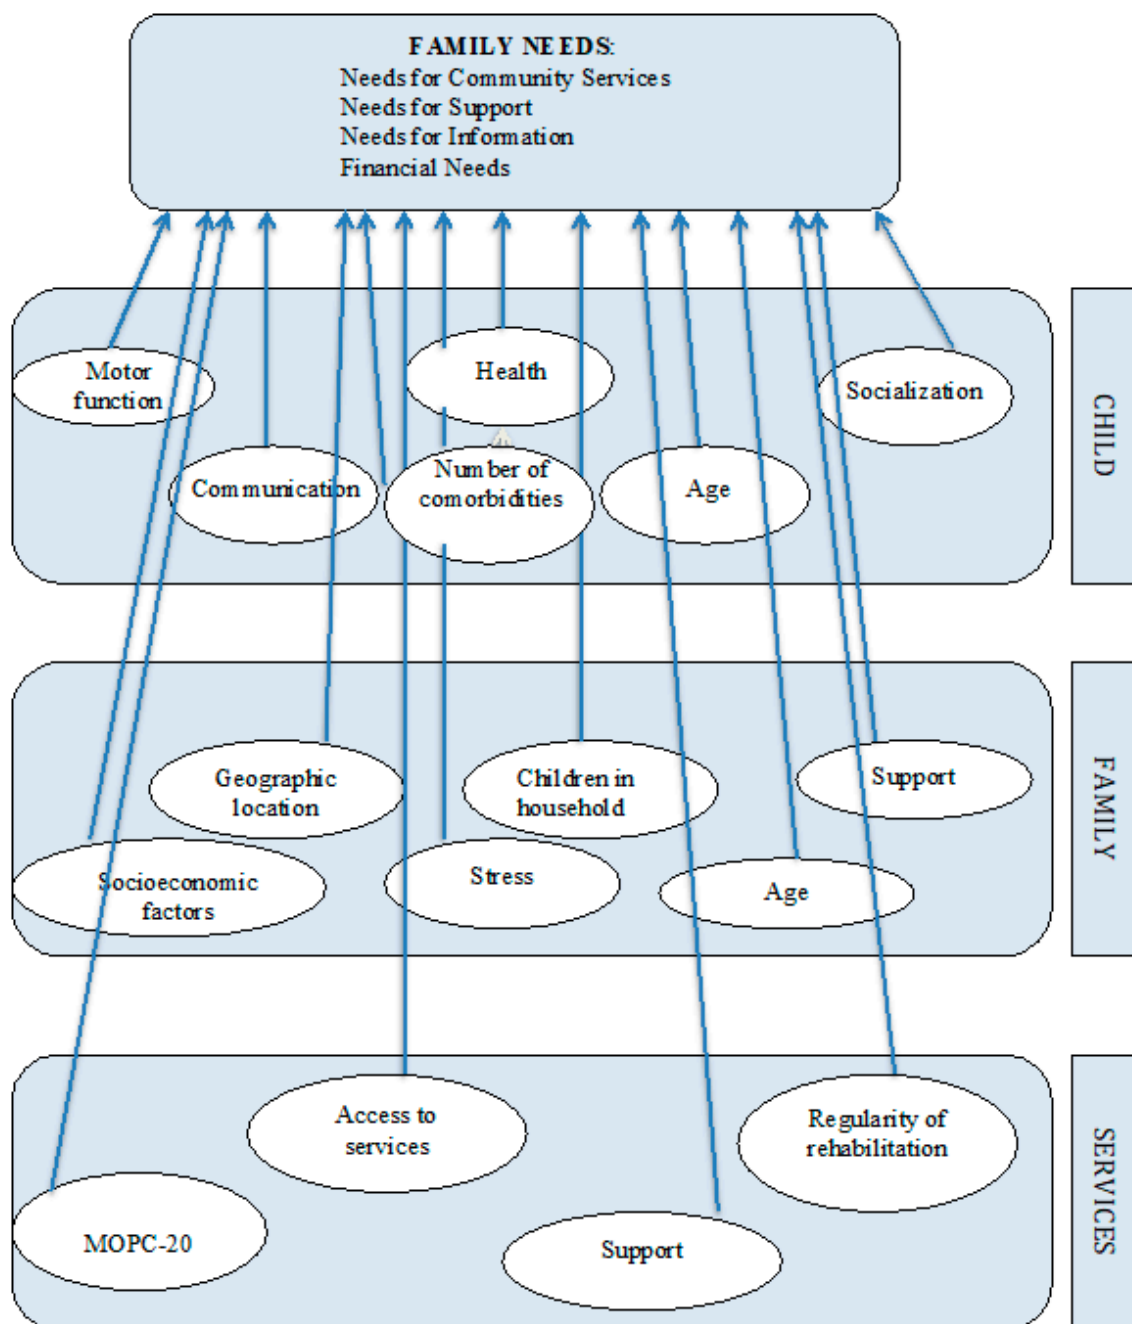 FAMILY NEEDS:
Needs for Community Services
Needs for Support
Needs for Information
Financial Needs
Motor
function
Health
Socialization
Communication
Number of
comorbidities
Age
CHILD
Geographic
location
Children in
household
Support
Socioeconomic
factors
Stress
Age
FAMILY
Access to
services
Regularity of
rehabilitation
MOPC-20
Support
SERVICES